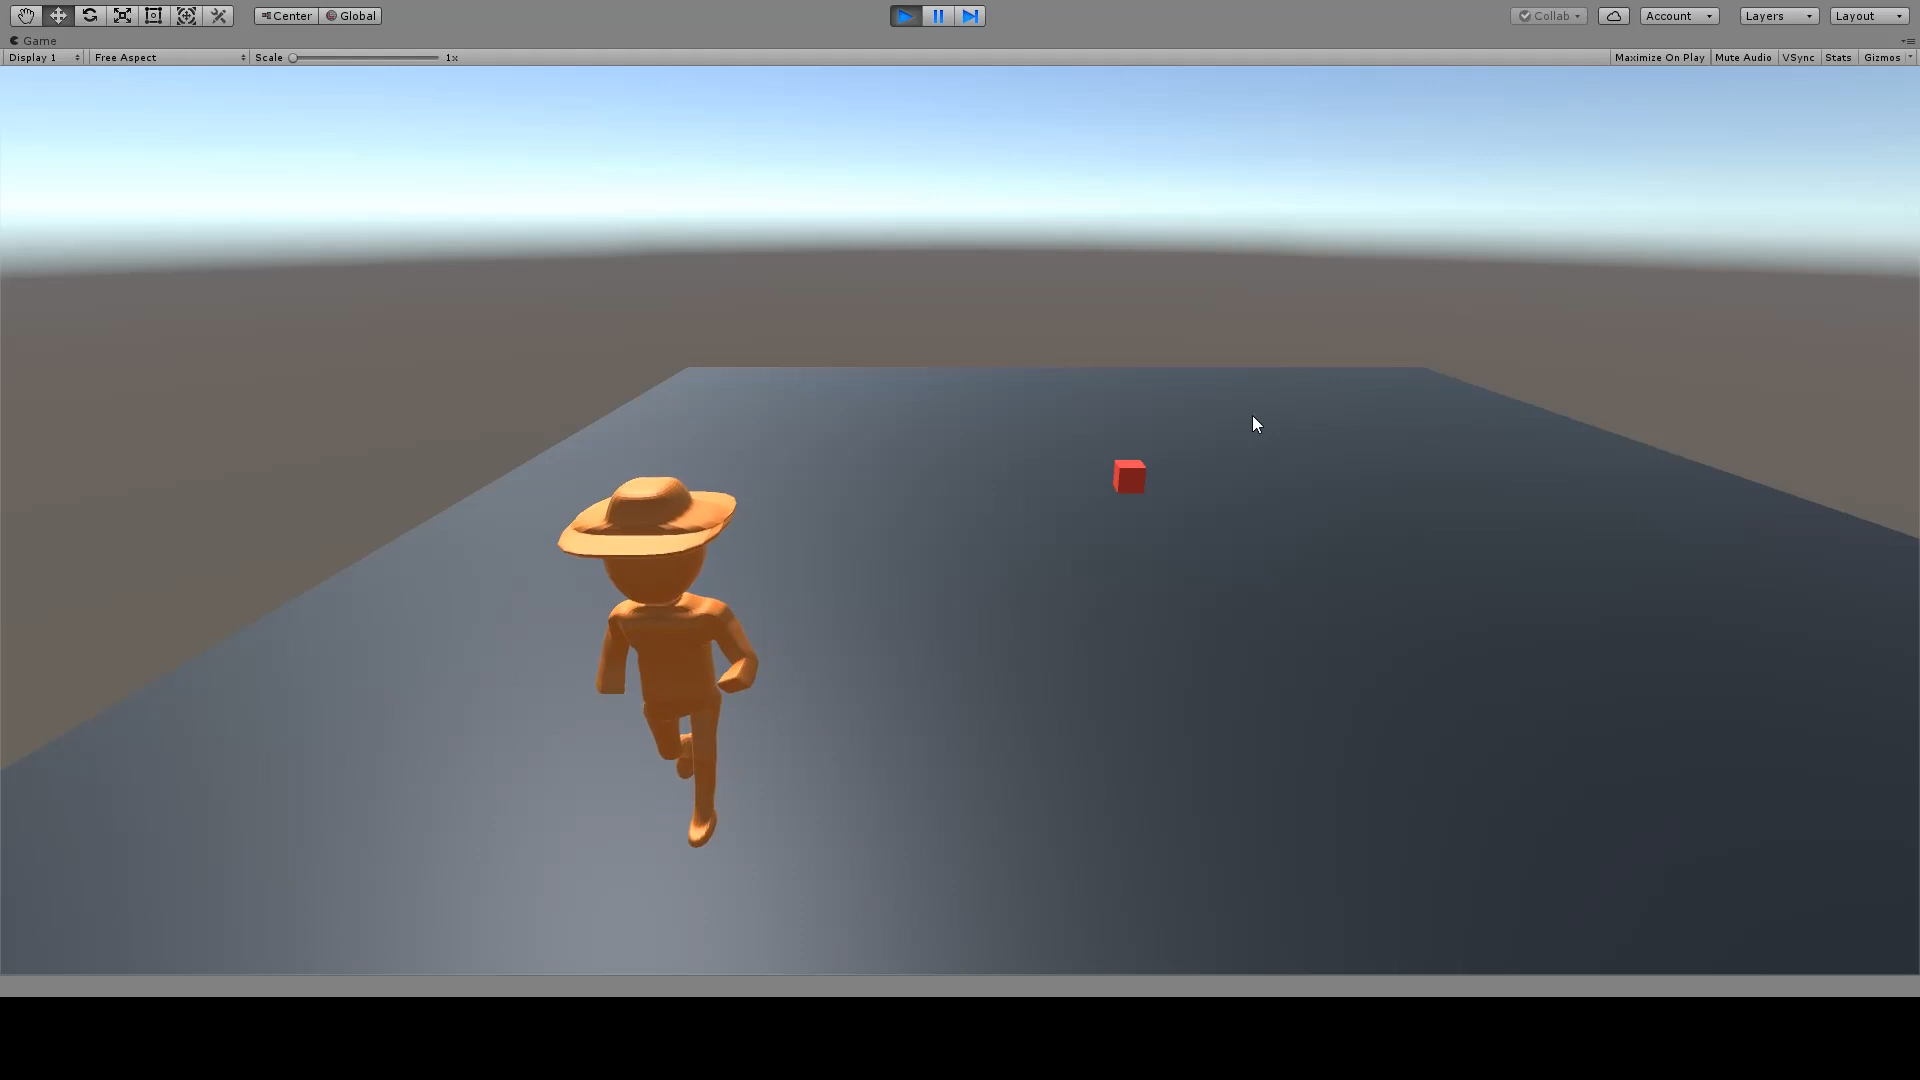 Center Global Collab Account Layers Layout
Game
Display 1 Free Aspect Scale 1x Maximize On Play Mute Audio VSync Stats Gizmos